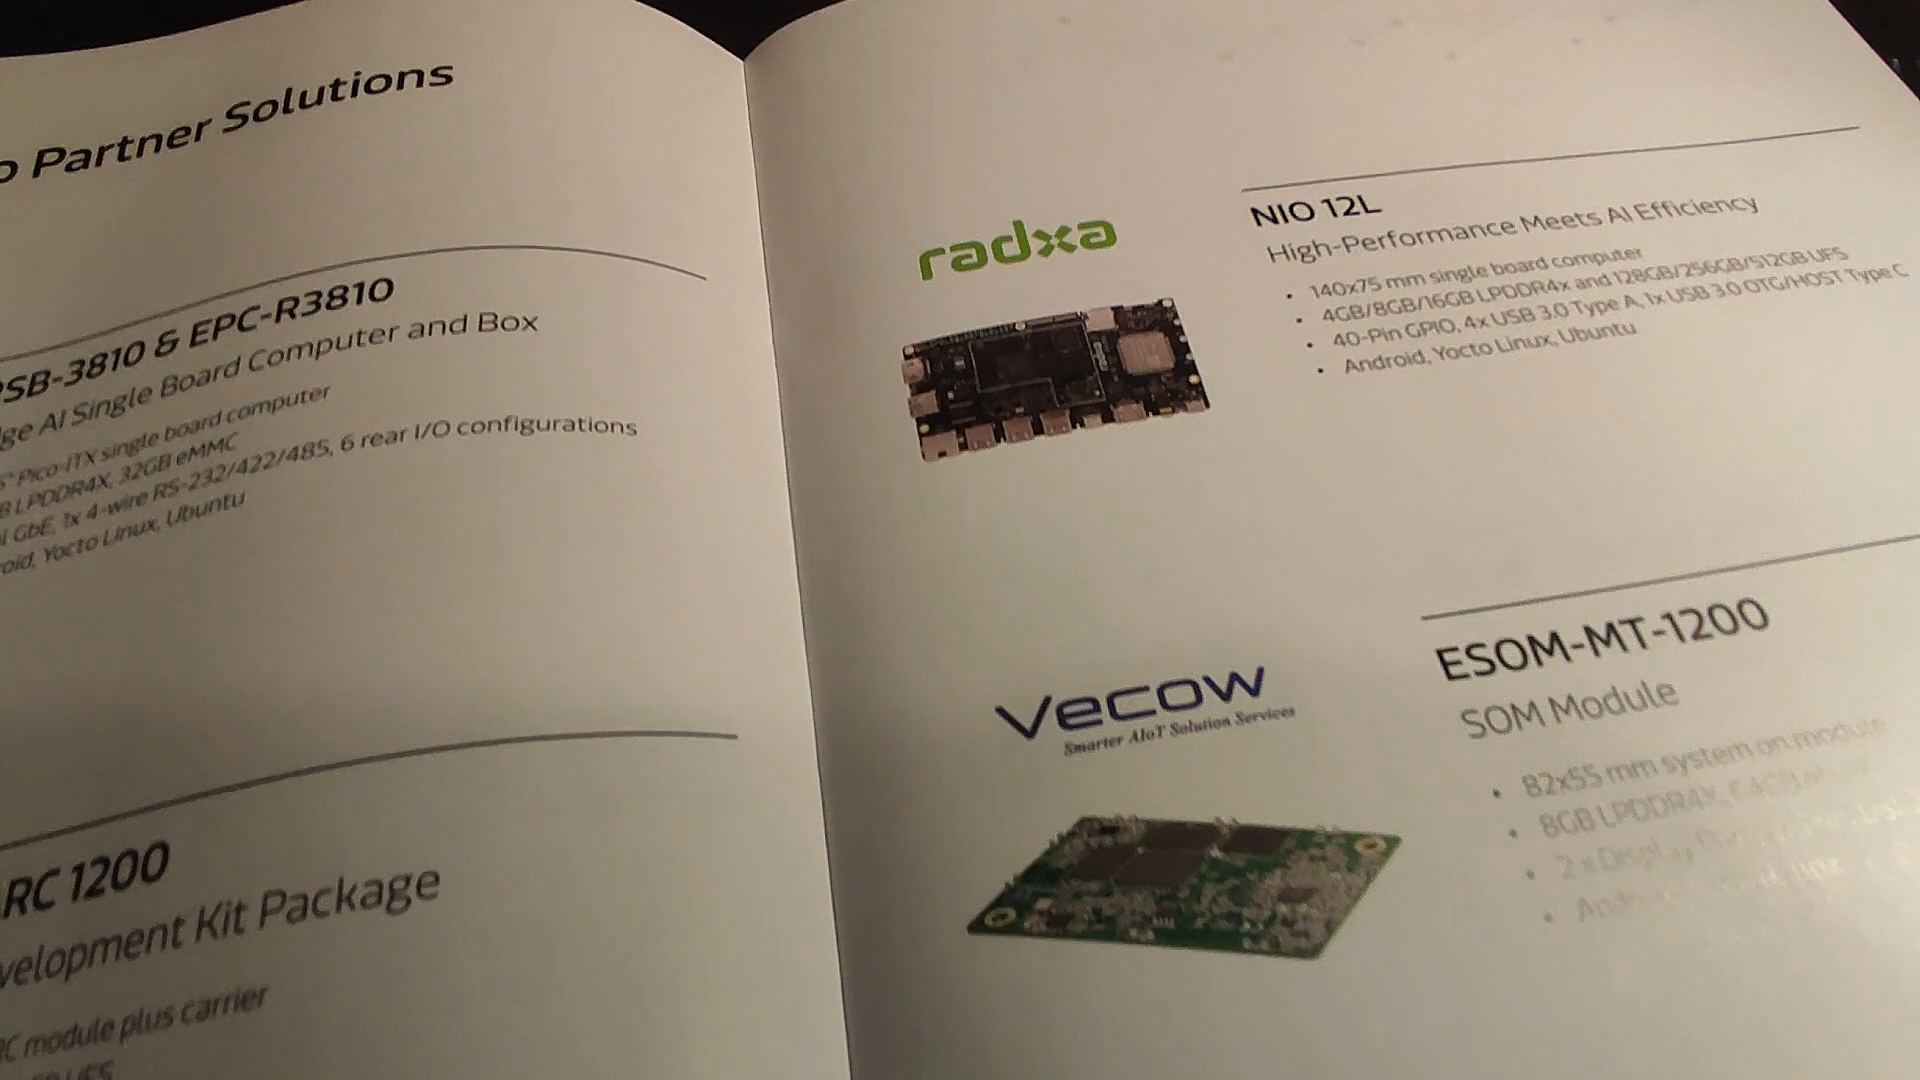 Partner Solutions
RSB-3810 & EPC-R3810
Edge AI Single Board Computer and Box
Pico-ITX single board computer
LPDDR4X, 32GB eMMC
GbE, 1x 4-wire RS-232/422/485, 6 rear I/O configurations
oid, Yocto Linux, Ubuntu
RC 1200
velopment Kit Package
module plus carrier
UFS
radxa
NIO 12L
High-Performance Meets AI Efficiency
• 140x75 mm single board computer
• 4GB/8GB/16GB LPDDR4x and 128GB/256GB/512GB UFS
• 40-Pin GPIO, 4x USB 3.0 Type A, 1x USB 3.0 OTG/HOST Type C
• Android, Yocto Linux, Ubuntu
Vecow
Smarter AIoT Solution Services
ESOM-MT-1200
SOM Module
• 82x55 mm system on module
• 8GB LPDDR4X,
• 2 x